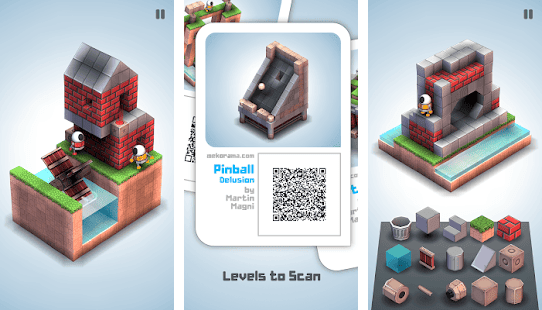 mekorama.com
Pinball
Delusion
by
Martin
Magni
Levels to Scan